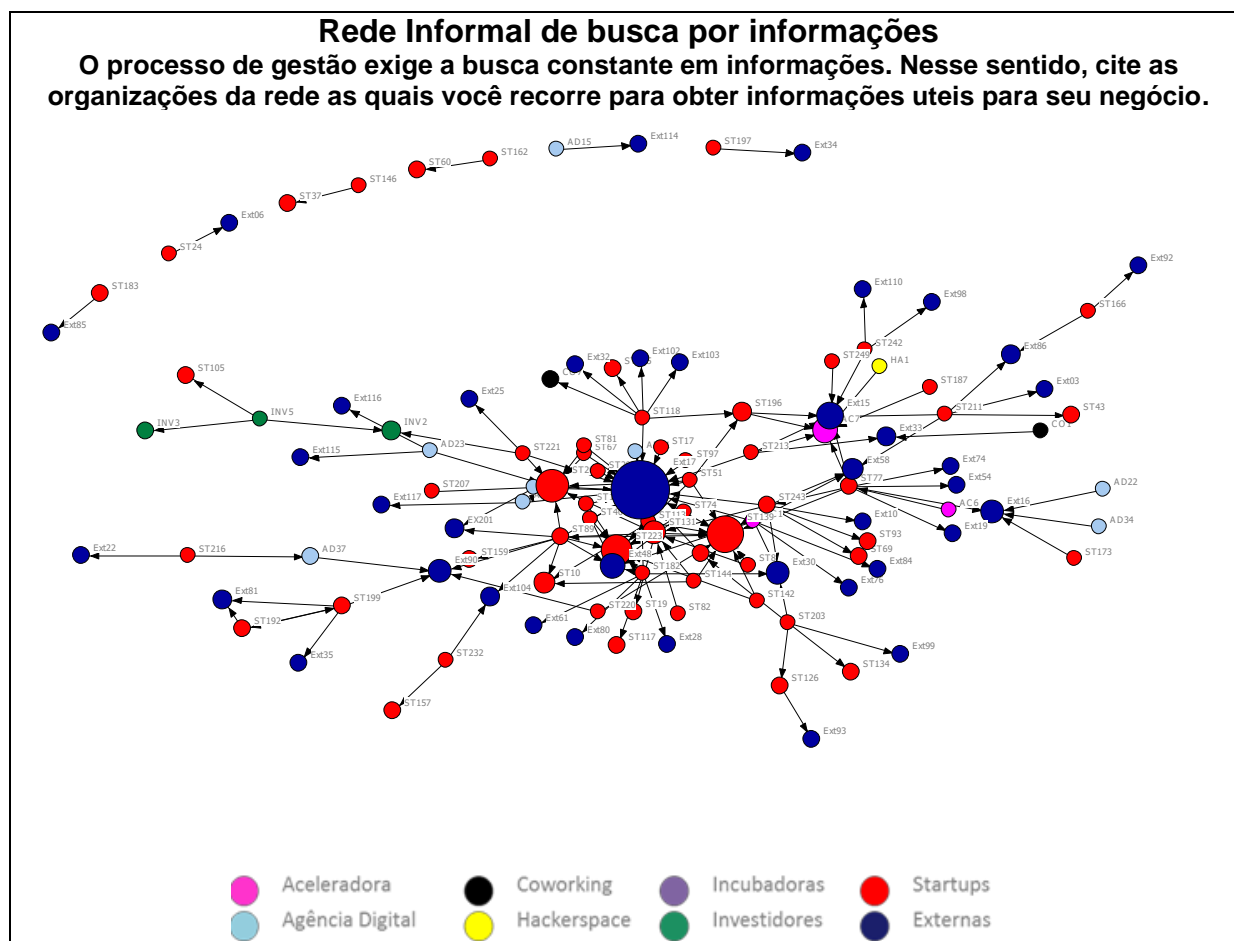 Rede Informal de busca por informações
O processo de gestão exige a busca constante em informações. Nesse sentido, cite as
organizações da rede as quais você recorre para obter informações uteis para seu negócio.
AD15
Ext114
ST197
Ext34
ST162
ST60
ST146
ST37
Ext06
ST24
ST183
Ext85
Ext92
ST166
Ext110
Ext98
ST242
Ext86
ST249
HA1
Ext102
Ext103
Ext32
ST105
ST187
Ext03
INV5
Ext116
Ext25
ST118
ST196
Ext15
AC7
ST211
ST43
INV3
INV2
Ext33
CO1
AD23
ST81
ST67
ST17
ST97
ST213
Ext115
ST221
Ext17
Ext58
Ext74
ST207
ST51
ST77
Ext54
AD22
Ext117
ST74
ST243
AC6
Ext16
EX201
ST139
Ext10
Ext19
AD34
ST89
ST131
ST93
ST223
ST159
ST69
ST173
Ext22
ST216
AD37
Ext90
Ext48
Ext30
Ext84
ST10
ST182
ST144
Ext76
Ext81
ST199
Ext104
ST142
ST220
ST19
ST82
ST192
Ext61
Ext80
ST203
ST117
Ext28
Ext35
ST232
Ext99
ST134
ST126
ST157
Ext93
Aceleradora
Coworking
Incubadoras
Startups
Agência Digital
Hackerspace
Investidores
Externas